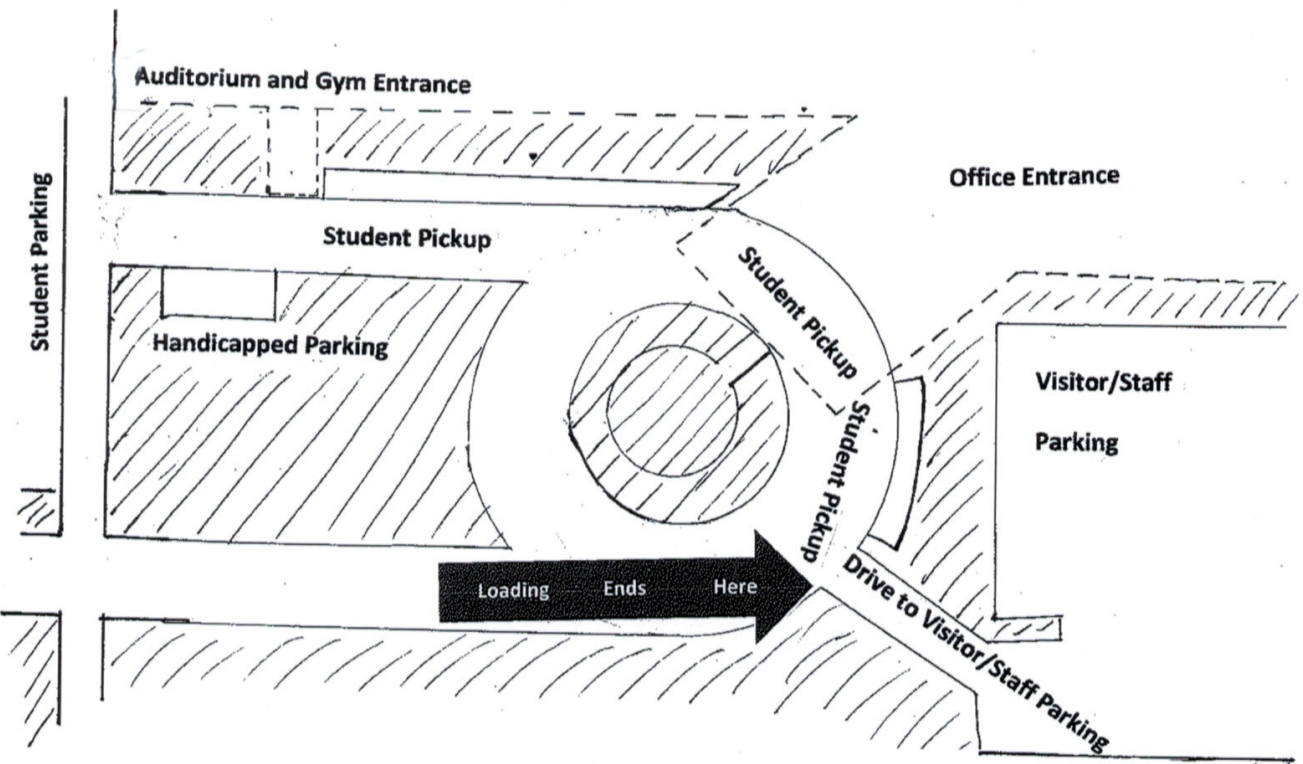 Auditorium and Gym Entrance
Office Entrance
Student Parking
Student Pickup
Student Pickup
Handicapped Parking
Visitor/Staff
Parking
Student Pickup
Loading Ends Here
Drive to Visitor/Staff Parking